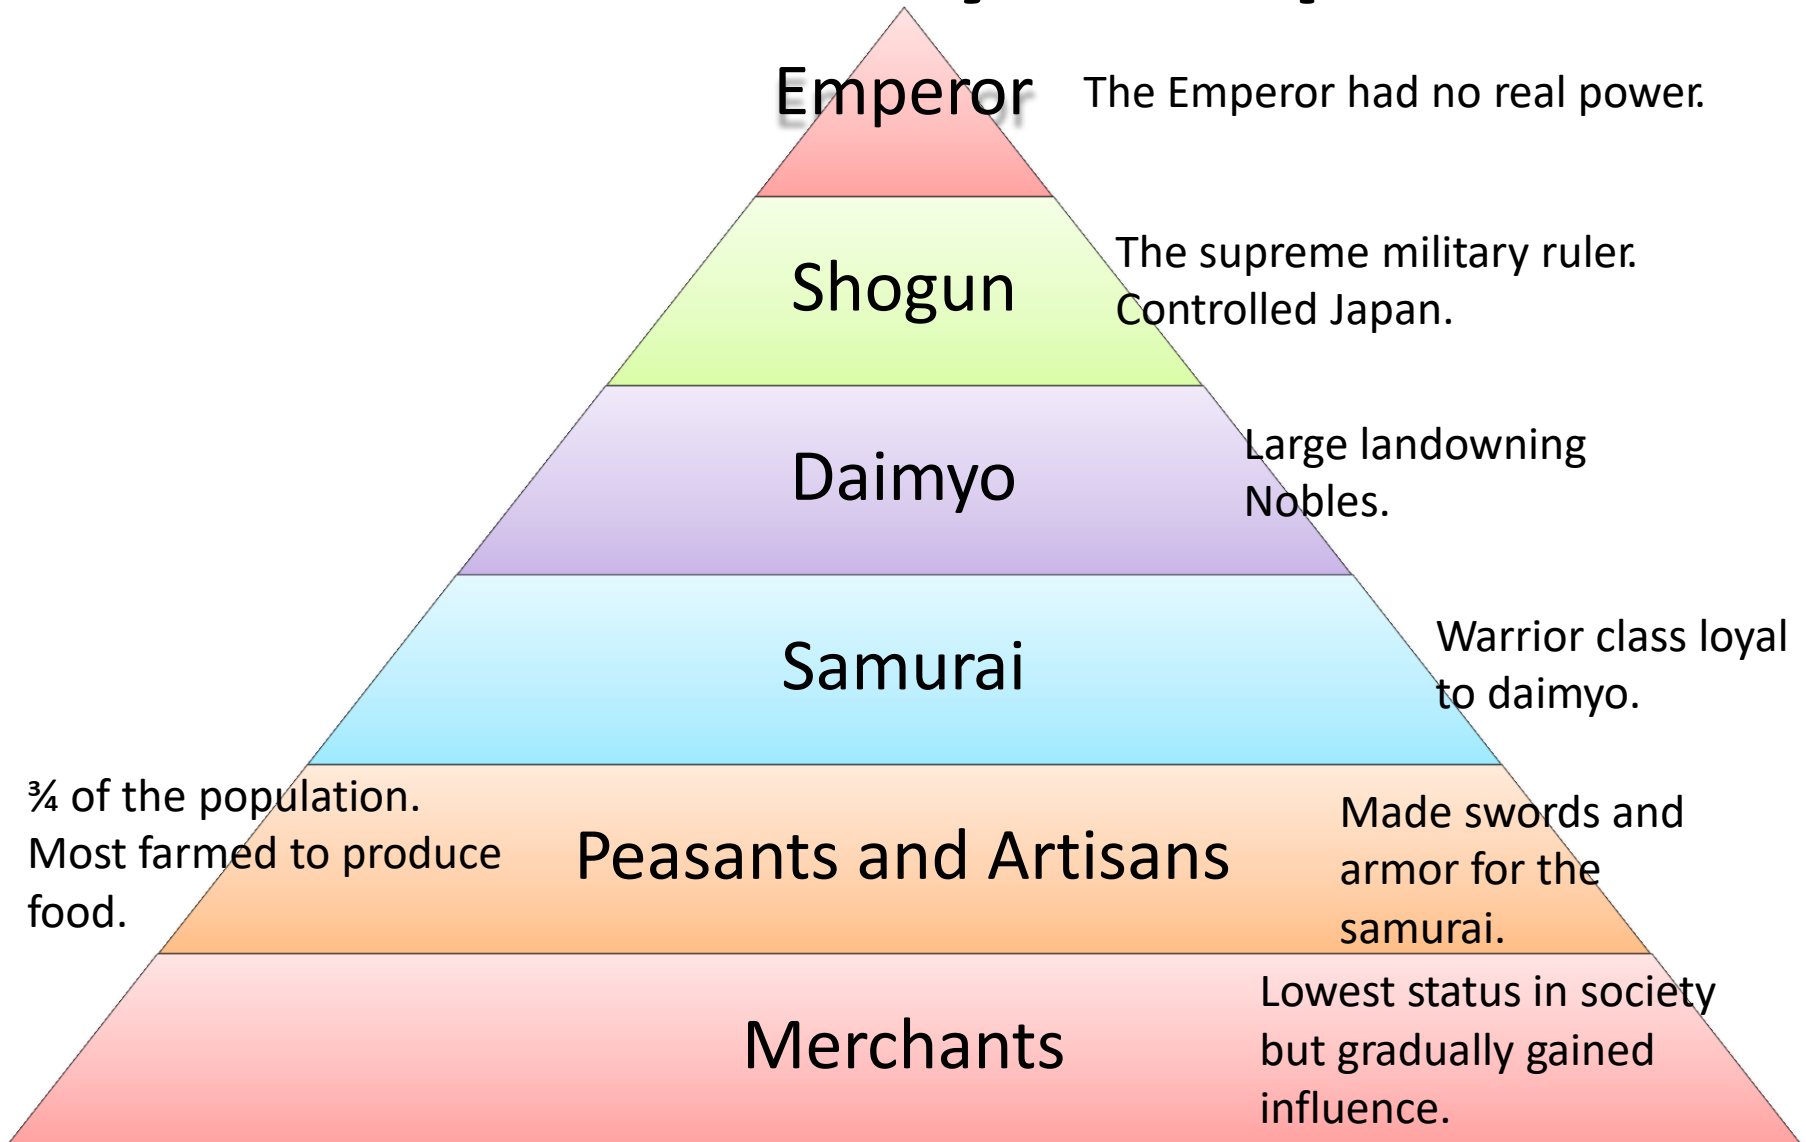 Emperor
The Emperor had no real power.
Shogun
The supreme military ruler.
Controlled Japan.
Daimyo
Large landowning
Nobles.
Samurai
Warrior class loyal
to daimyo.
¾ of the population.
Most farmed to produce
food.
Peasants and Artisans
Made swords and
armor for the
samurai.
Merchants
Lowest status in society
but gradually gained
influence.